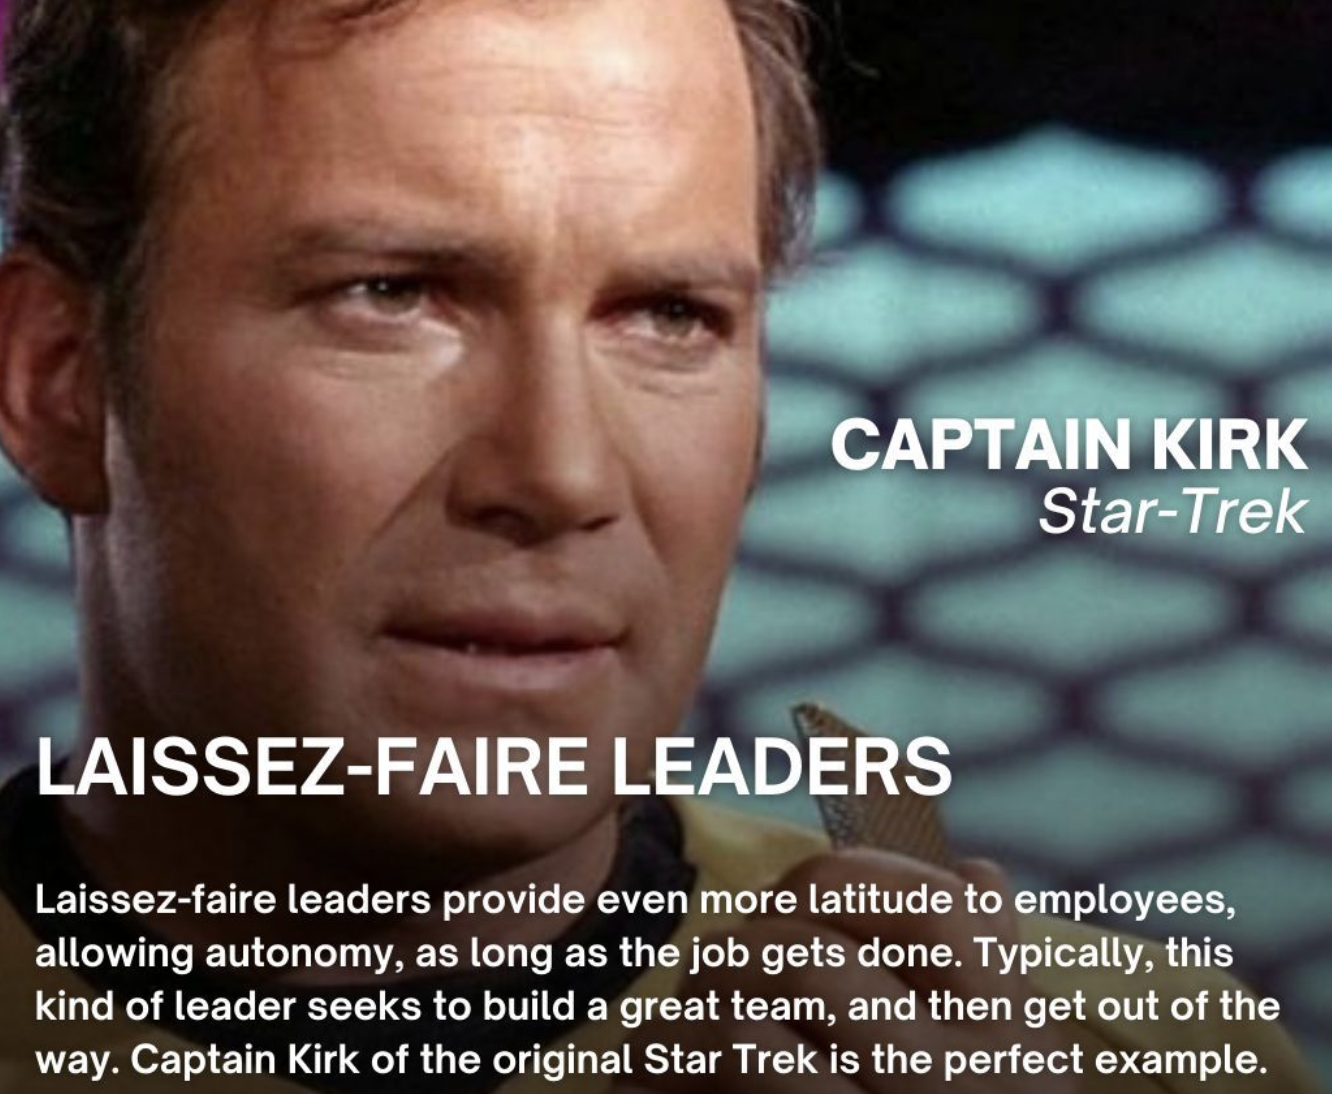 CAPTAIN KIRK
Star-Trek
LAISSEZ-FAIRE LEADERS
Laissez-faire leaders provide even more latitude to employees,
allowing autonomy, as long as the job gets done. Typically, this
kind of leader seeks to build a great team, and then get out of the
way. Captain Kirk of the original Star Trek is the perfect example.